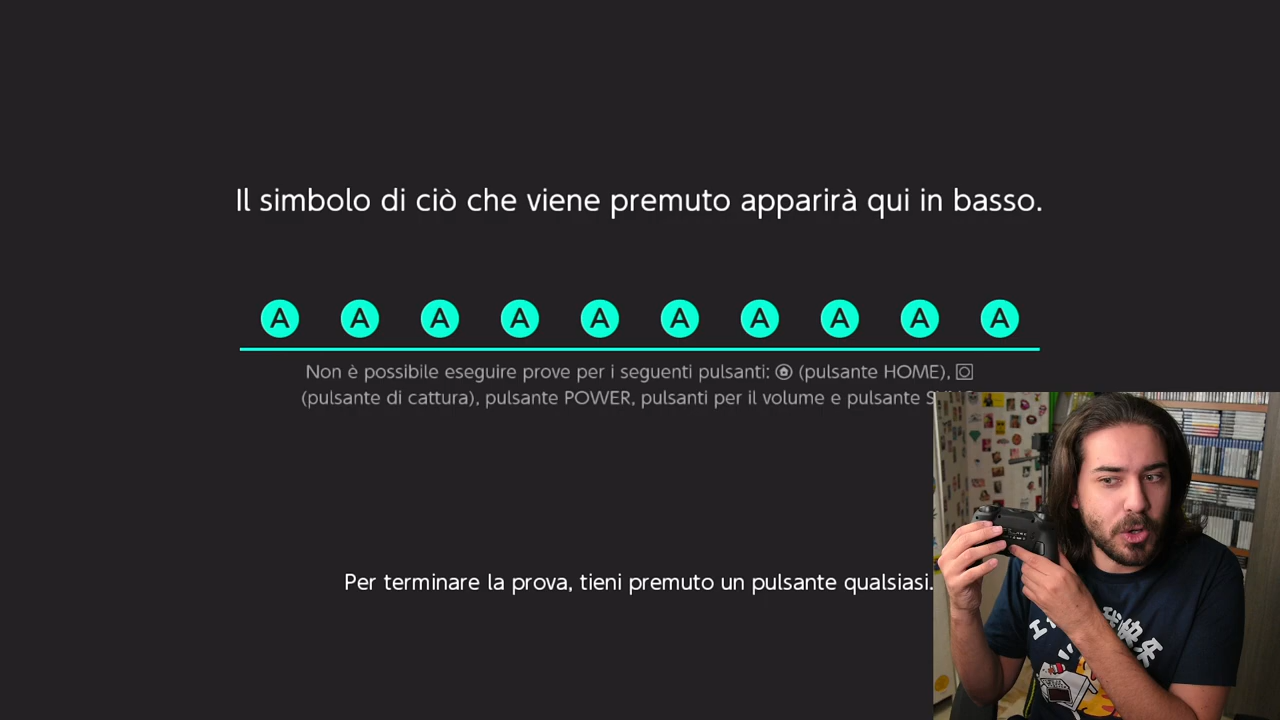 Il simbolo di ciò che viene premuto apparirà qui in basso.
A A A A A A A A A A
Non è possibile eseguire prove per i seguenti pulsanti: (pulsante HOME),
(pulsante di cattura), pulsante POWER, pulsanti per il volume e pulsante
Per terminare la prova, tieni premuto un pulsante qualsiasi.
快乐